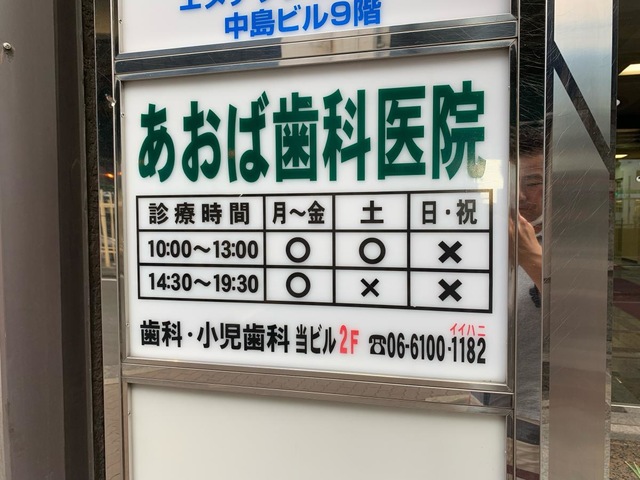 中島ビル9階
あおば歯科医院
診療時間 月~金 土 日・祝
10:00~13:00 ○ ○ ×
14:30~19:30 ○ × ×
イイハニ
歯科・小児歯科 当ビル 2F ☎06-6100-1182